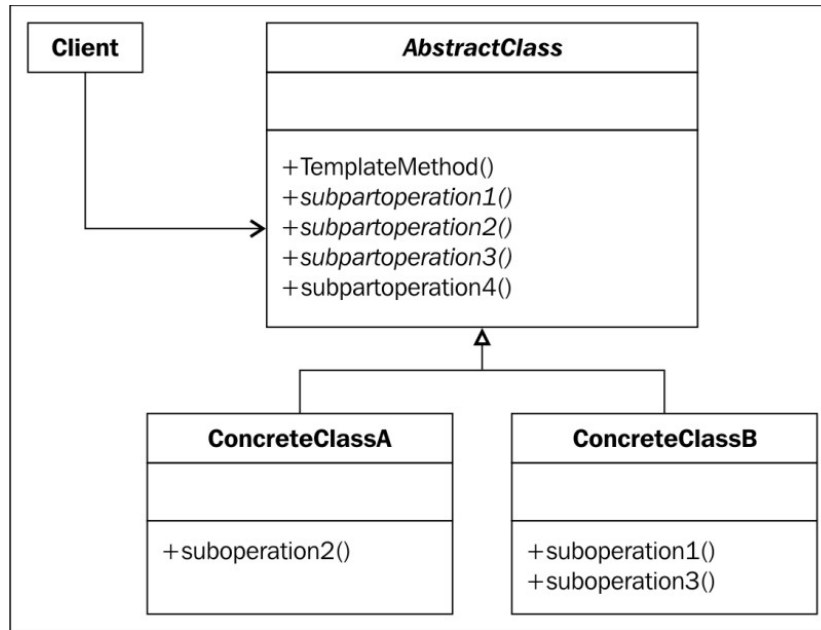 Client
AbstractClass
+TemplateMethod()
+subpartoperation1()
+subpartoperation2()
+subpartoperation3()
+subpartoperation4()
ConcreteClassA
+suboperation2()
ConcreteClassB
+suboperation1()
+suboperation3()